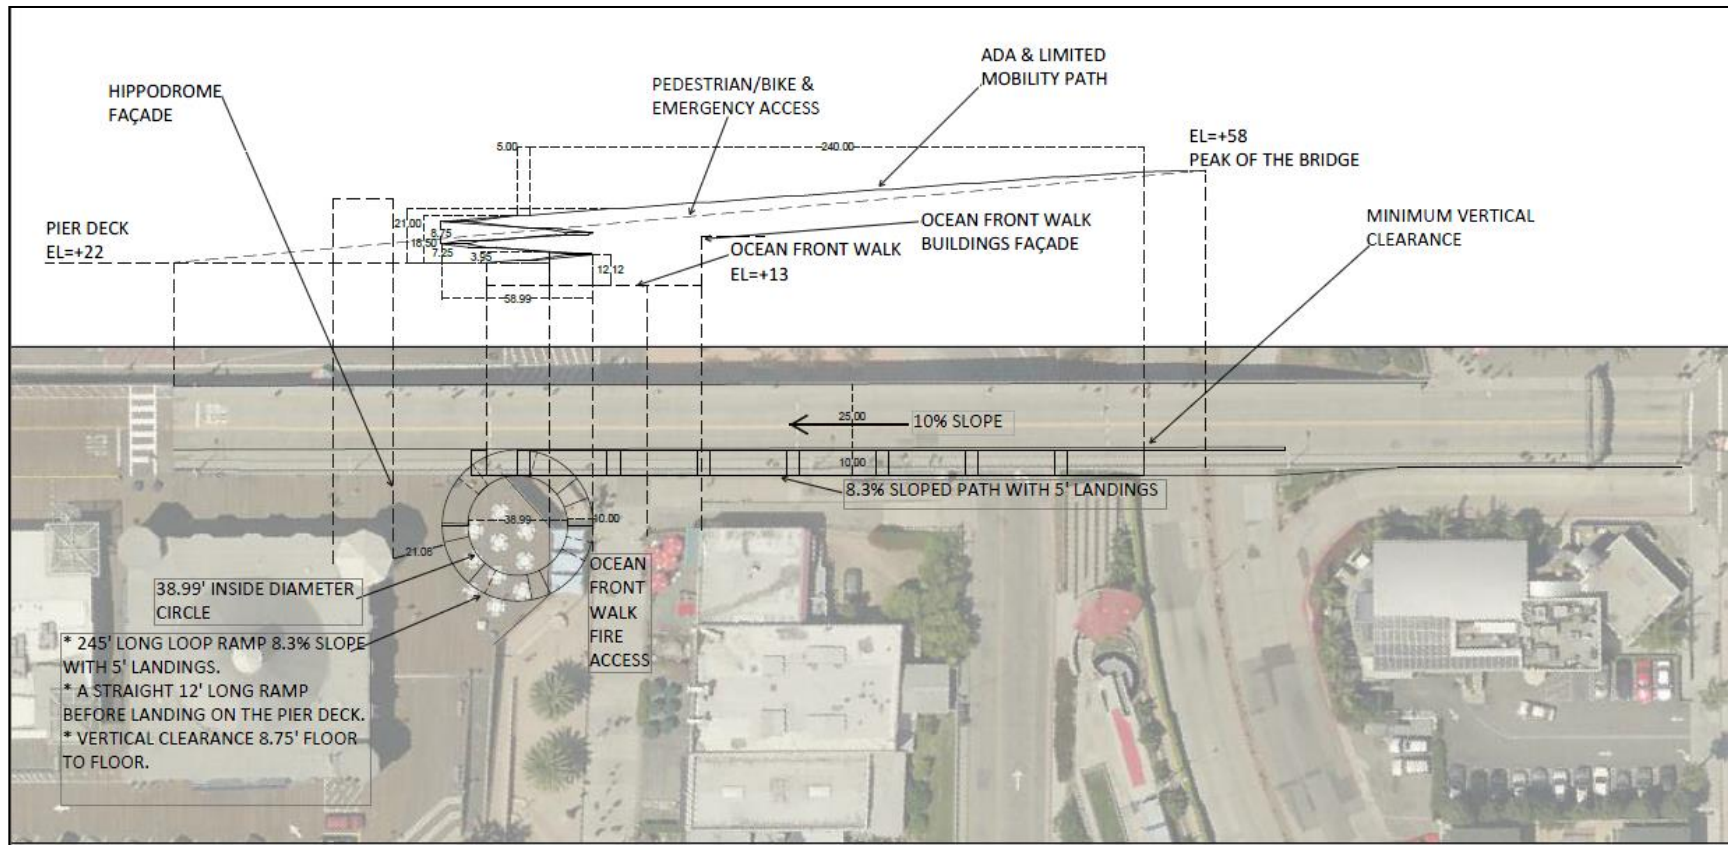 HIPPODROME
FAÇADE
PEDESTRIAN/BIKE &
EMERGENCY ACCESS
ADA & LIMITED
MOBILITY PATH
EL=+58
PEAK OF THE BRIDGE
5.00
240.00
PIER DECK
EL=+22
21.00
8.75
18.50
7.25
3.95
12.12
58.99
OCEAN FRONT WALK
EL=+13
OCEAN FRONT WALK
BUILDINGS FAÇADE
MINIMUM VERTICAL
CLEARANCE
25.00
10% SLOPE
10.00
8.3% SLOPED PATH WITH 5' LANDINGS
38.99
10.00
21.06
38.99' INSIDE DIAMETER
CIRCLE
OCEAN
FRONT
WALK
FIRE
ACCESS
* 245' LONG LOOP RAMP 8.3% SLOPE
WITH 5' LANDINGS.
* A STRAIGHT 12' LONG RAMP
BEFORE LANDING ON THE PIER DECK.
* VERTICAL CLEARANCE 8.75' FLOOR
TO FLOOR.